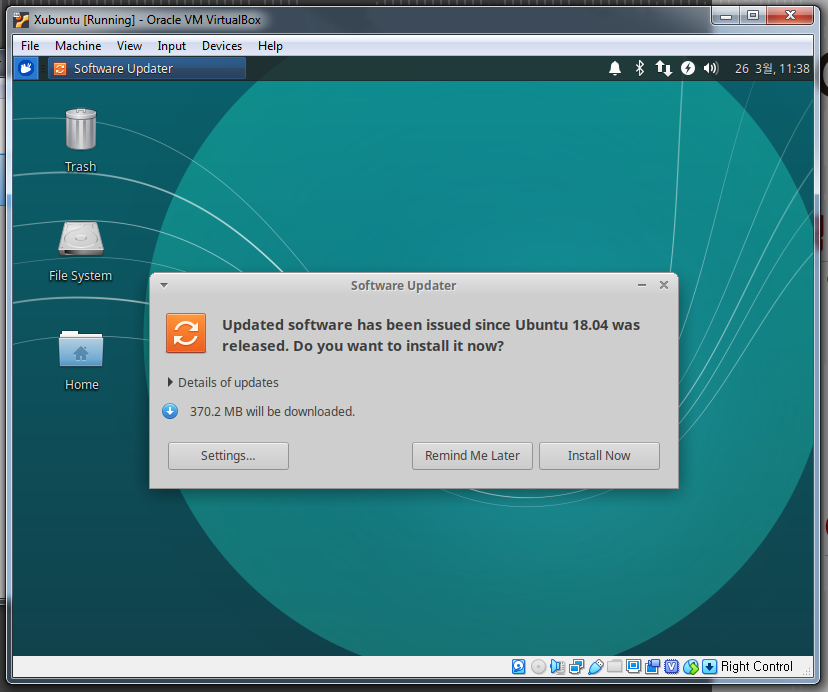 Xubuntu [Running] - Oracle VM VirtualBox
File Machine View Input Devices Help
Software Updater
26 3월, 11:38
Trash
File System
Home
Software Updater
Updated software has been issued since Ubuntu 18.04 was
released. Do you want to install it now?
Details of updates
370.2 MB will be downloaded.
Settings... Remind Me Later Install Now
Right Control